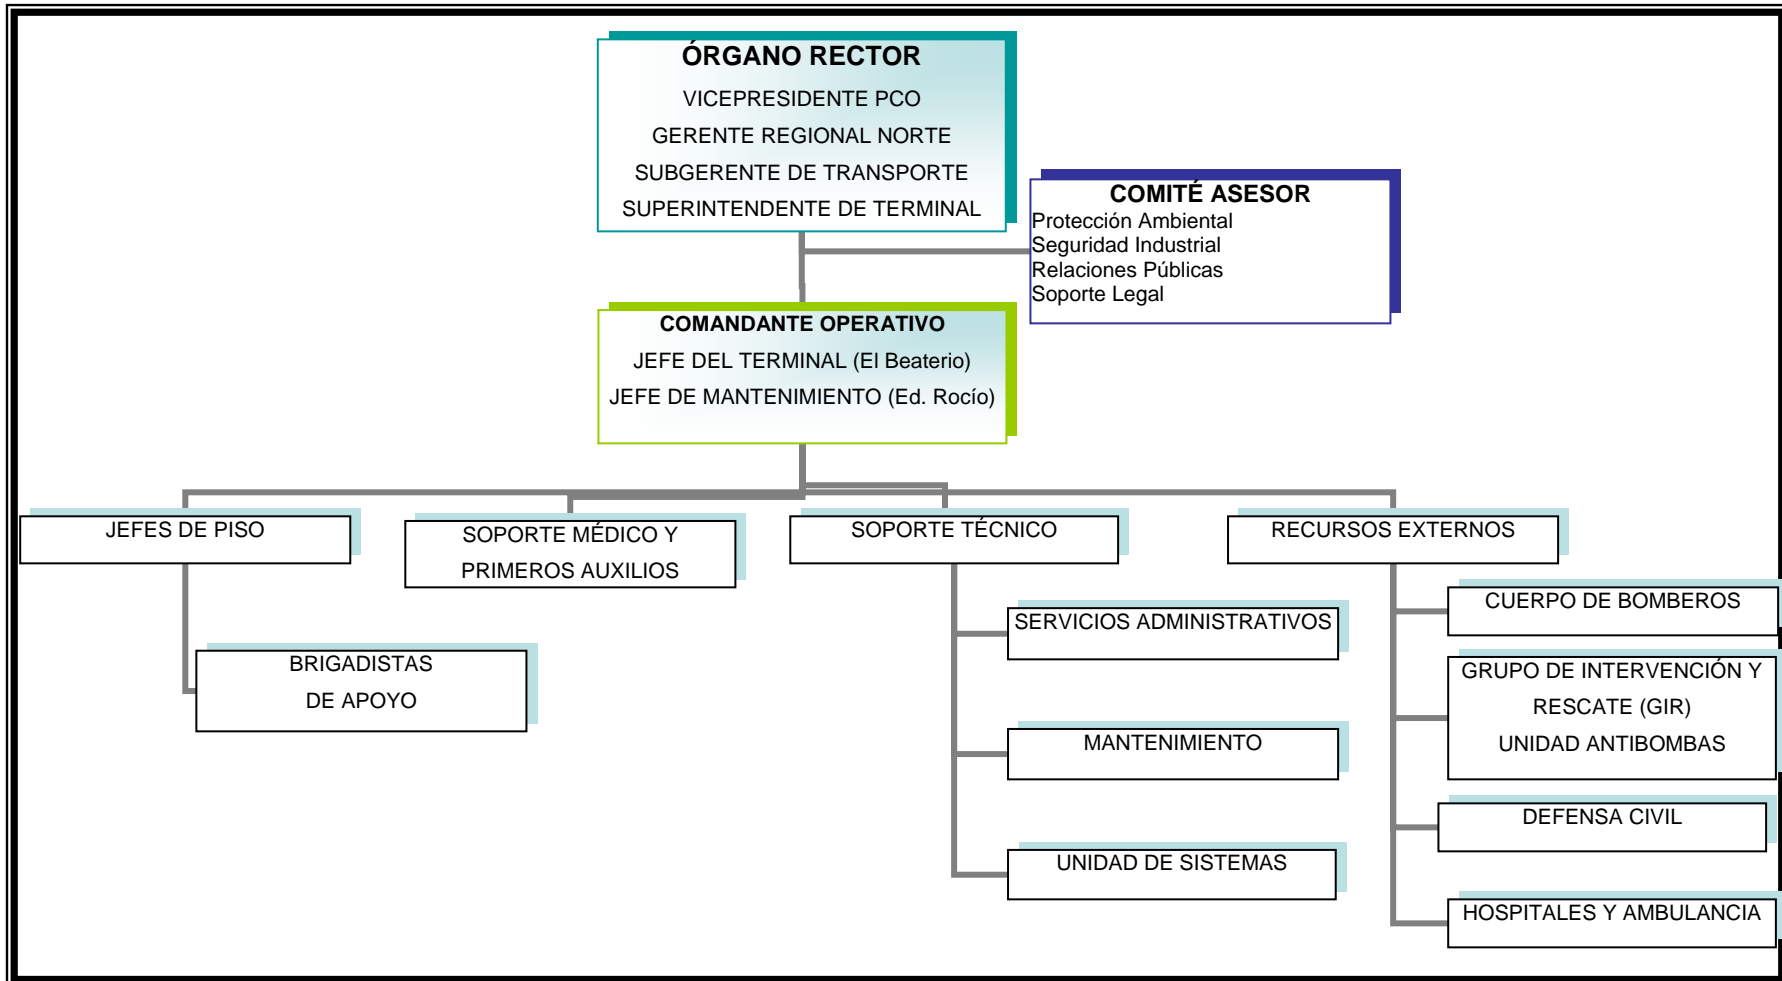 ÓRGANO RECTOR
VICEPRESIDENTE PCO
GERENTE REGIONAL NORTE
SUBGERENTE DE TRANSPORTE
SUPERINTENDENTE DE TERMINAL
COMITÉ ASESOR
Protección Ambiental
Seguridad Industrial
Relaciones Públicas
Soporte Legal
COMANDANTE OPERATIVO
JEFE DEL TERMINAL (El Beaterio)
JEFE DE MANTENIMIENTO (Ed. Rocío)
JEFES DE PISO
BRIGADISTAS
DE APOYO
SOPORTE MÉDICO Y
PRIMEROS AUXILIOS
SOPORTE TÉCNICO
SERVICIOS ADMINISTRATIVOS
MANTENIMIENTO
UNIDAD DE SISTEMAS
RECURSOS EXTERNOS
CUERPO DE BOMBEROS
GRUPO DE INTERVENCIÓN Y
RESCATE (GIR)
UNIDAD ANTIBOMBAS
DEFENSA CIVIL
HOSPITALES Y AMBULANCIA